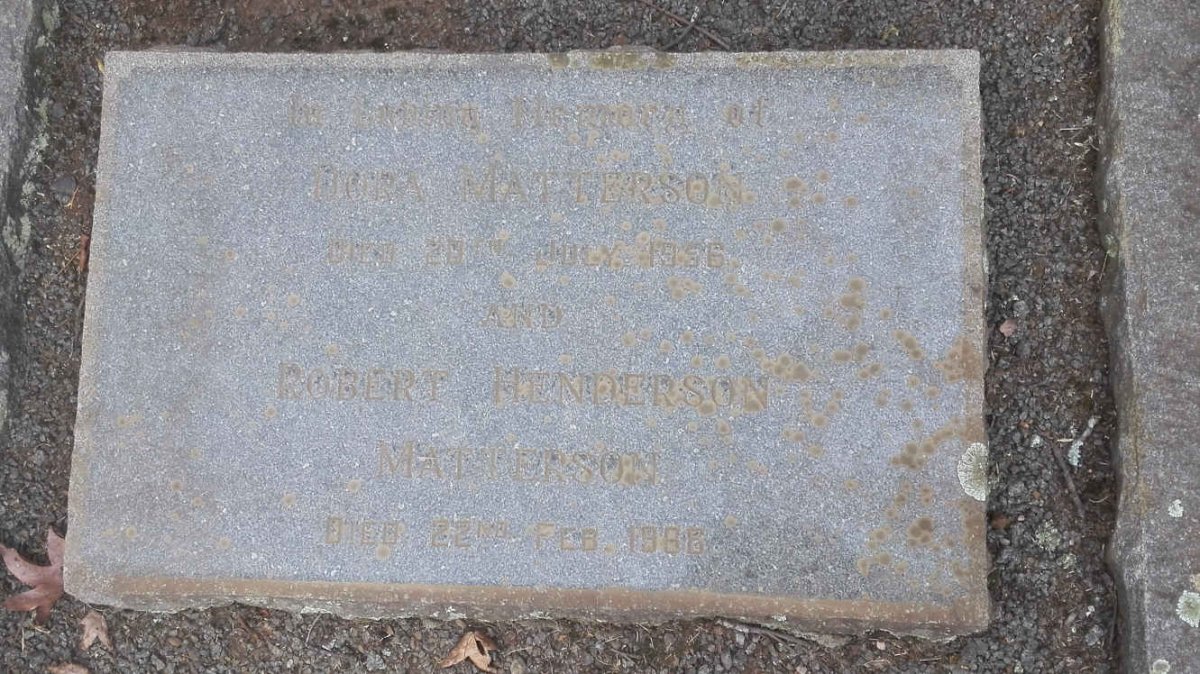 In Loving Memory of
DORA MATTERSON
DIED 29TH JULY 1956
AND
ROBERT HENDERSON
MATTERSON
DIED 22ND FEB. 1966